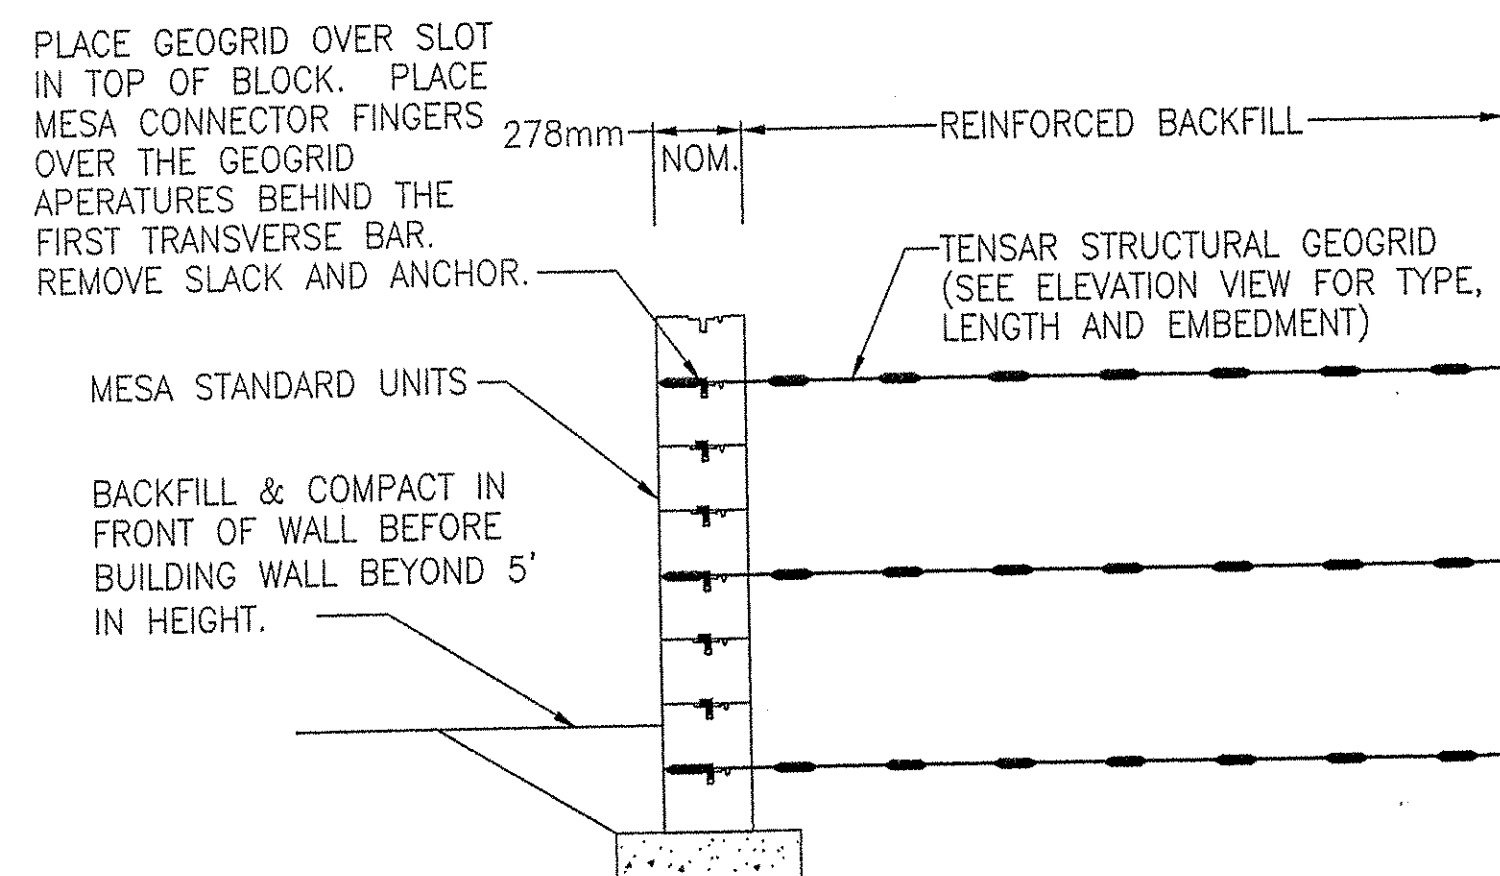 PLACE GEOGRID OVER SLOT
IN TOP OF BLOCK. PLACE
MESA CONNECTOR FINGERS
OVER THE GEOGRID
APERATURES BEHIND THE
FIRST TRANSVERSE BAR.
REMOVE SLACK AND ANCHOR.
278mm
NOM.
REINFORCED BACKFILL
TENSAR STRUCTURAL GEOGRID
(SEE ELEVATION VIEW FOR TYPE,
LENGTH AND EMBEDMENT)
MESA STANDARD UNITS
BACKFILL & COMPACT IN
FRONT OF WALL BEFORE
BUILDING WALL BEYOND 5'
IN HEIGHT.